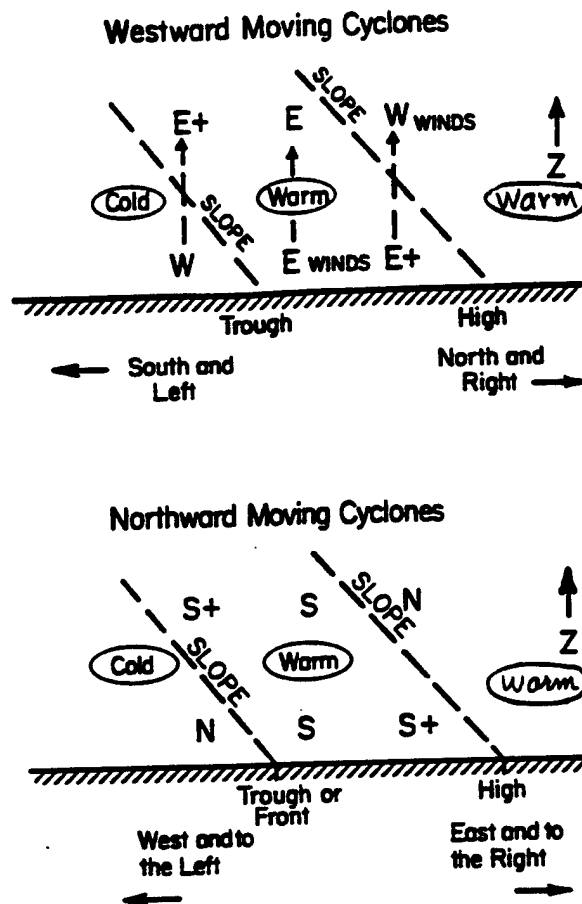 Westward Moving Cyclones
SLOPE
E+ E W WINDS
Z
Cold Warm Warm
SLOPE
W E WINDS E+
Trough High
South and Left
North and Right
Northward Moving Cyclones
SLOPE
S+ S N
Z
Cold Warm Warm
SLOPE
N S S+
Trough or Front
High
West and to the Left
East and to the Right